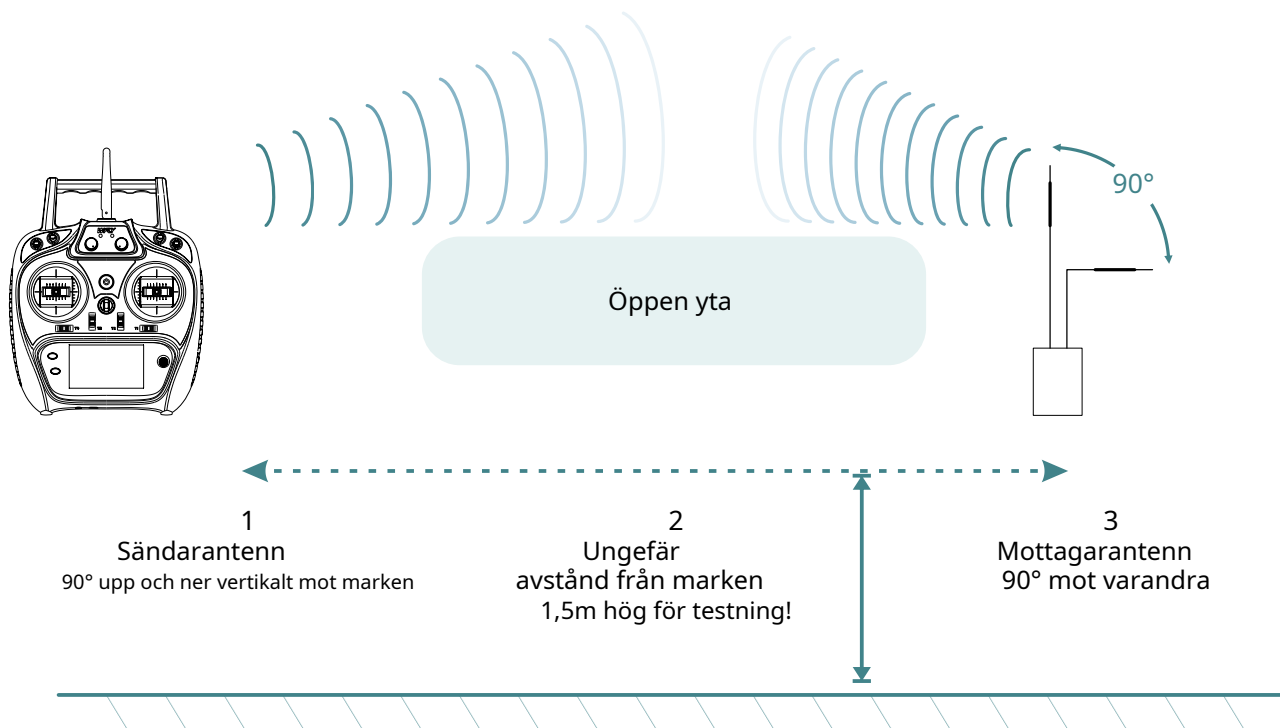 90°
Öppen yta
1
Sändarantenn
90° upp och ner vertikalt mot marken
2
Ungefär
avstånd från marken
1,5m hög för testning!
3
Mottagarantenn
90° mot varandra